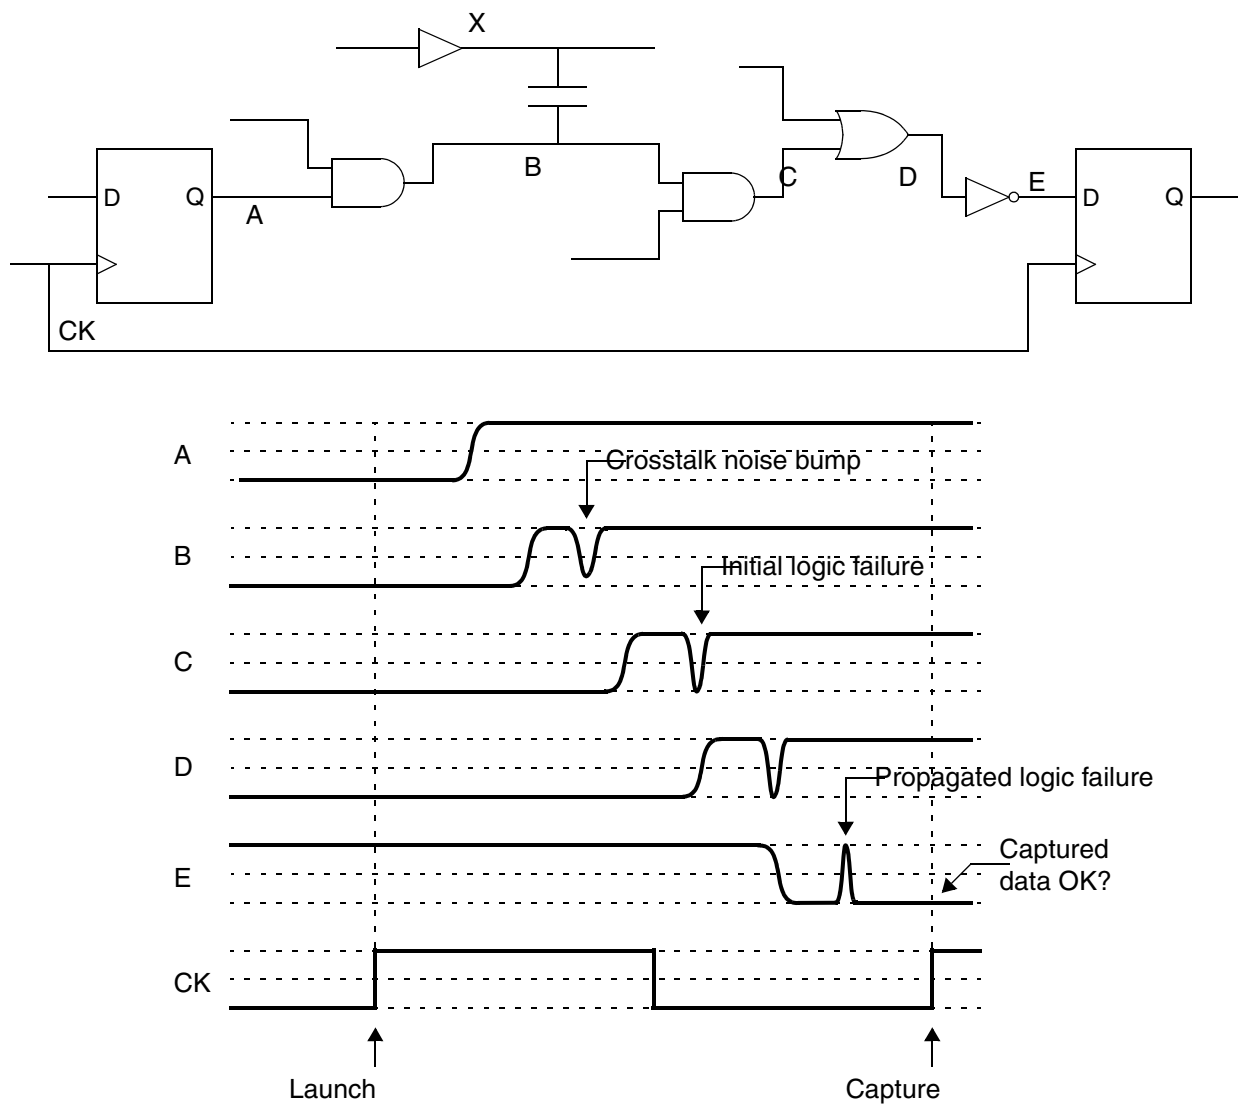 X
B
C
D
E
D
Q
A
D
Q
CK
A
Crosstalk noise bump
B
Initial logic failure
C
D
Propagated logic failure
E
Captured
data OK?
CK
Launch
Capture